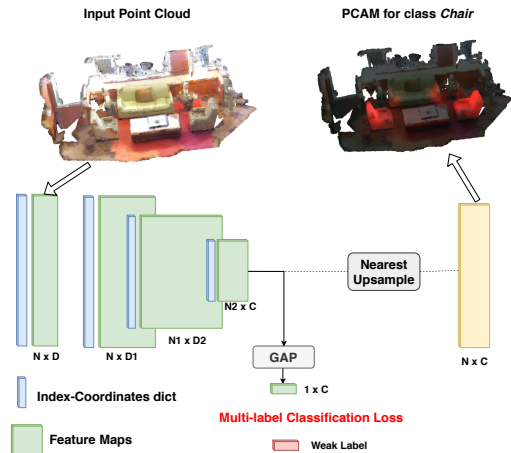 Input Point Cloud
PCAM for class Chair
Nearest
Upsample
N2 x C
N1 x D2
N x D
N x D1
GAP
N x C
1 x C
Index-Coordinates dict
Multi-label Classification Loss
Feature Maps
Weak Label